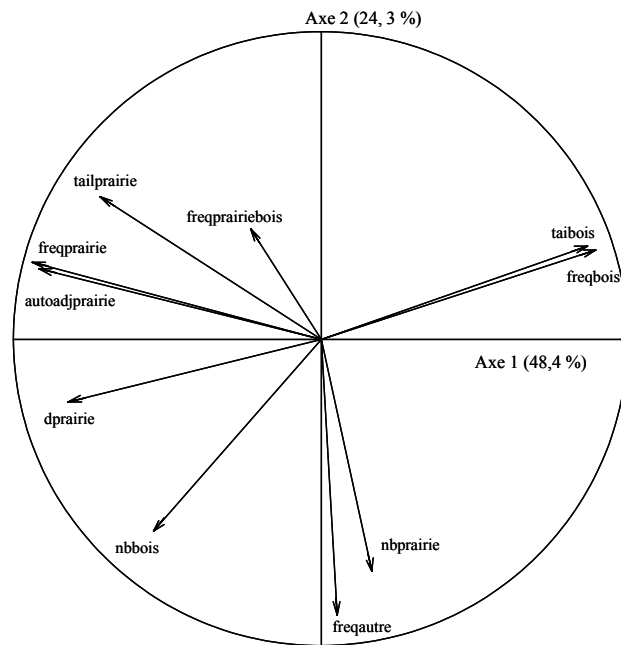 Axe 2 (24, 3 %)
tailprairie
freqprairiebois
freqprairie
taibois
autoadjprairie
freqbois
Axe 1 (48,4 %)
dprairie
nbbois
nbprairie
freqautre